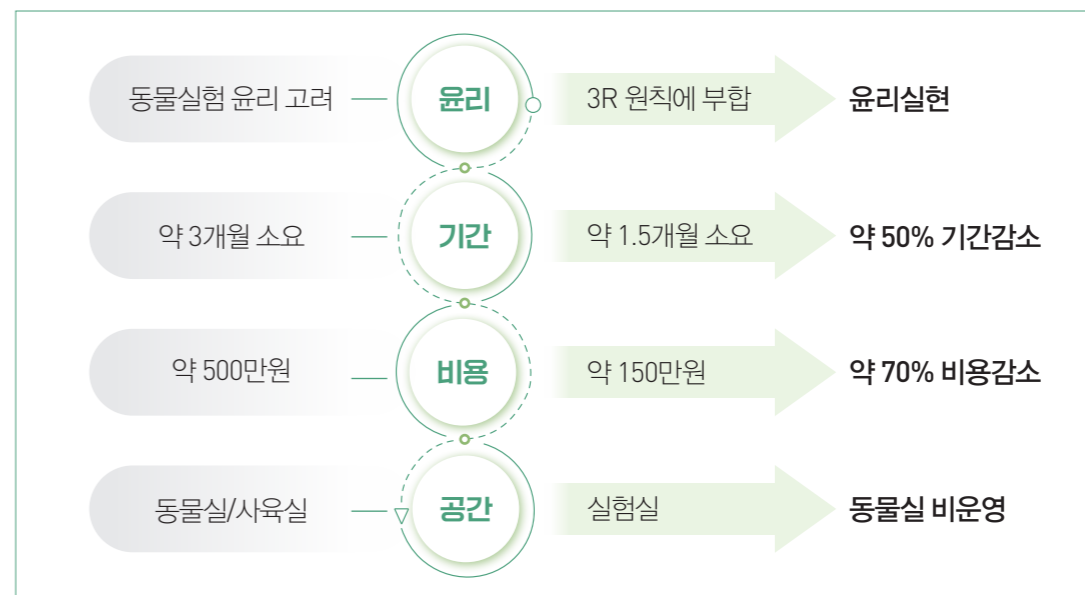 동물실험 윤리 고려 윤리 3R 원칙에 부합 윤리실현
약 3개월 소요 기간 약 1.5개월 소요 약 50% 기간감소
약 500만원 비용 약 150만원 약 70% 비용감소
동물실/사육실 공간 실험실 동물실 비운영